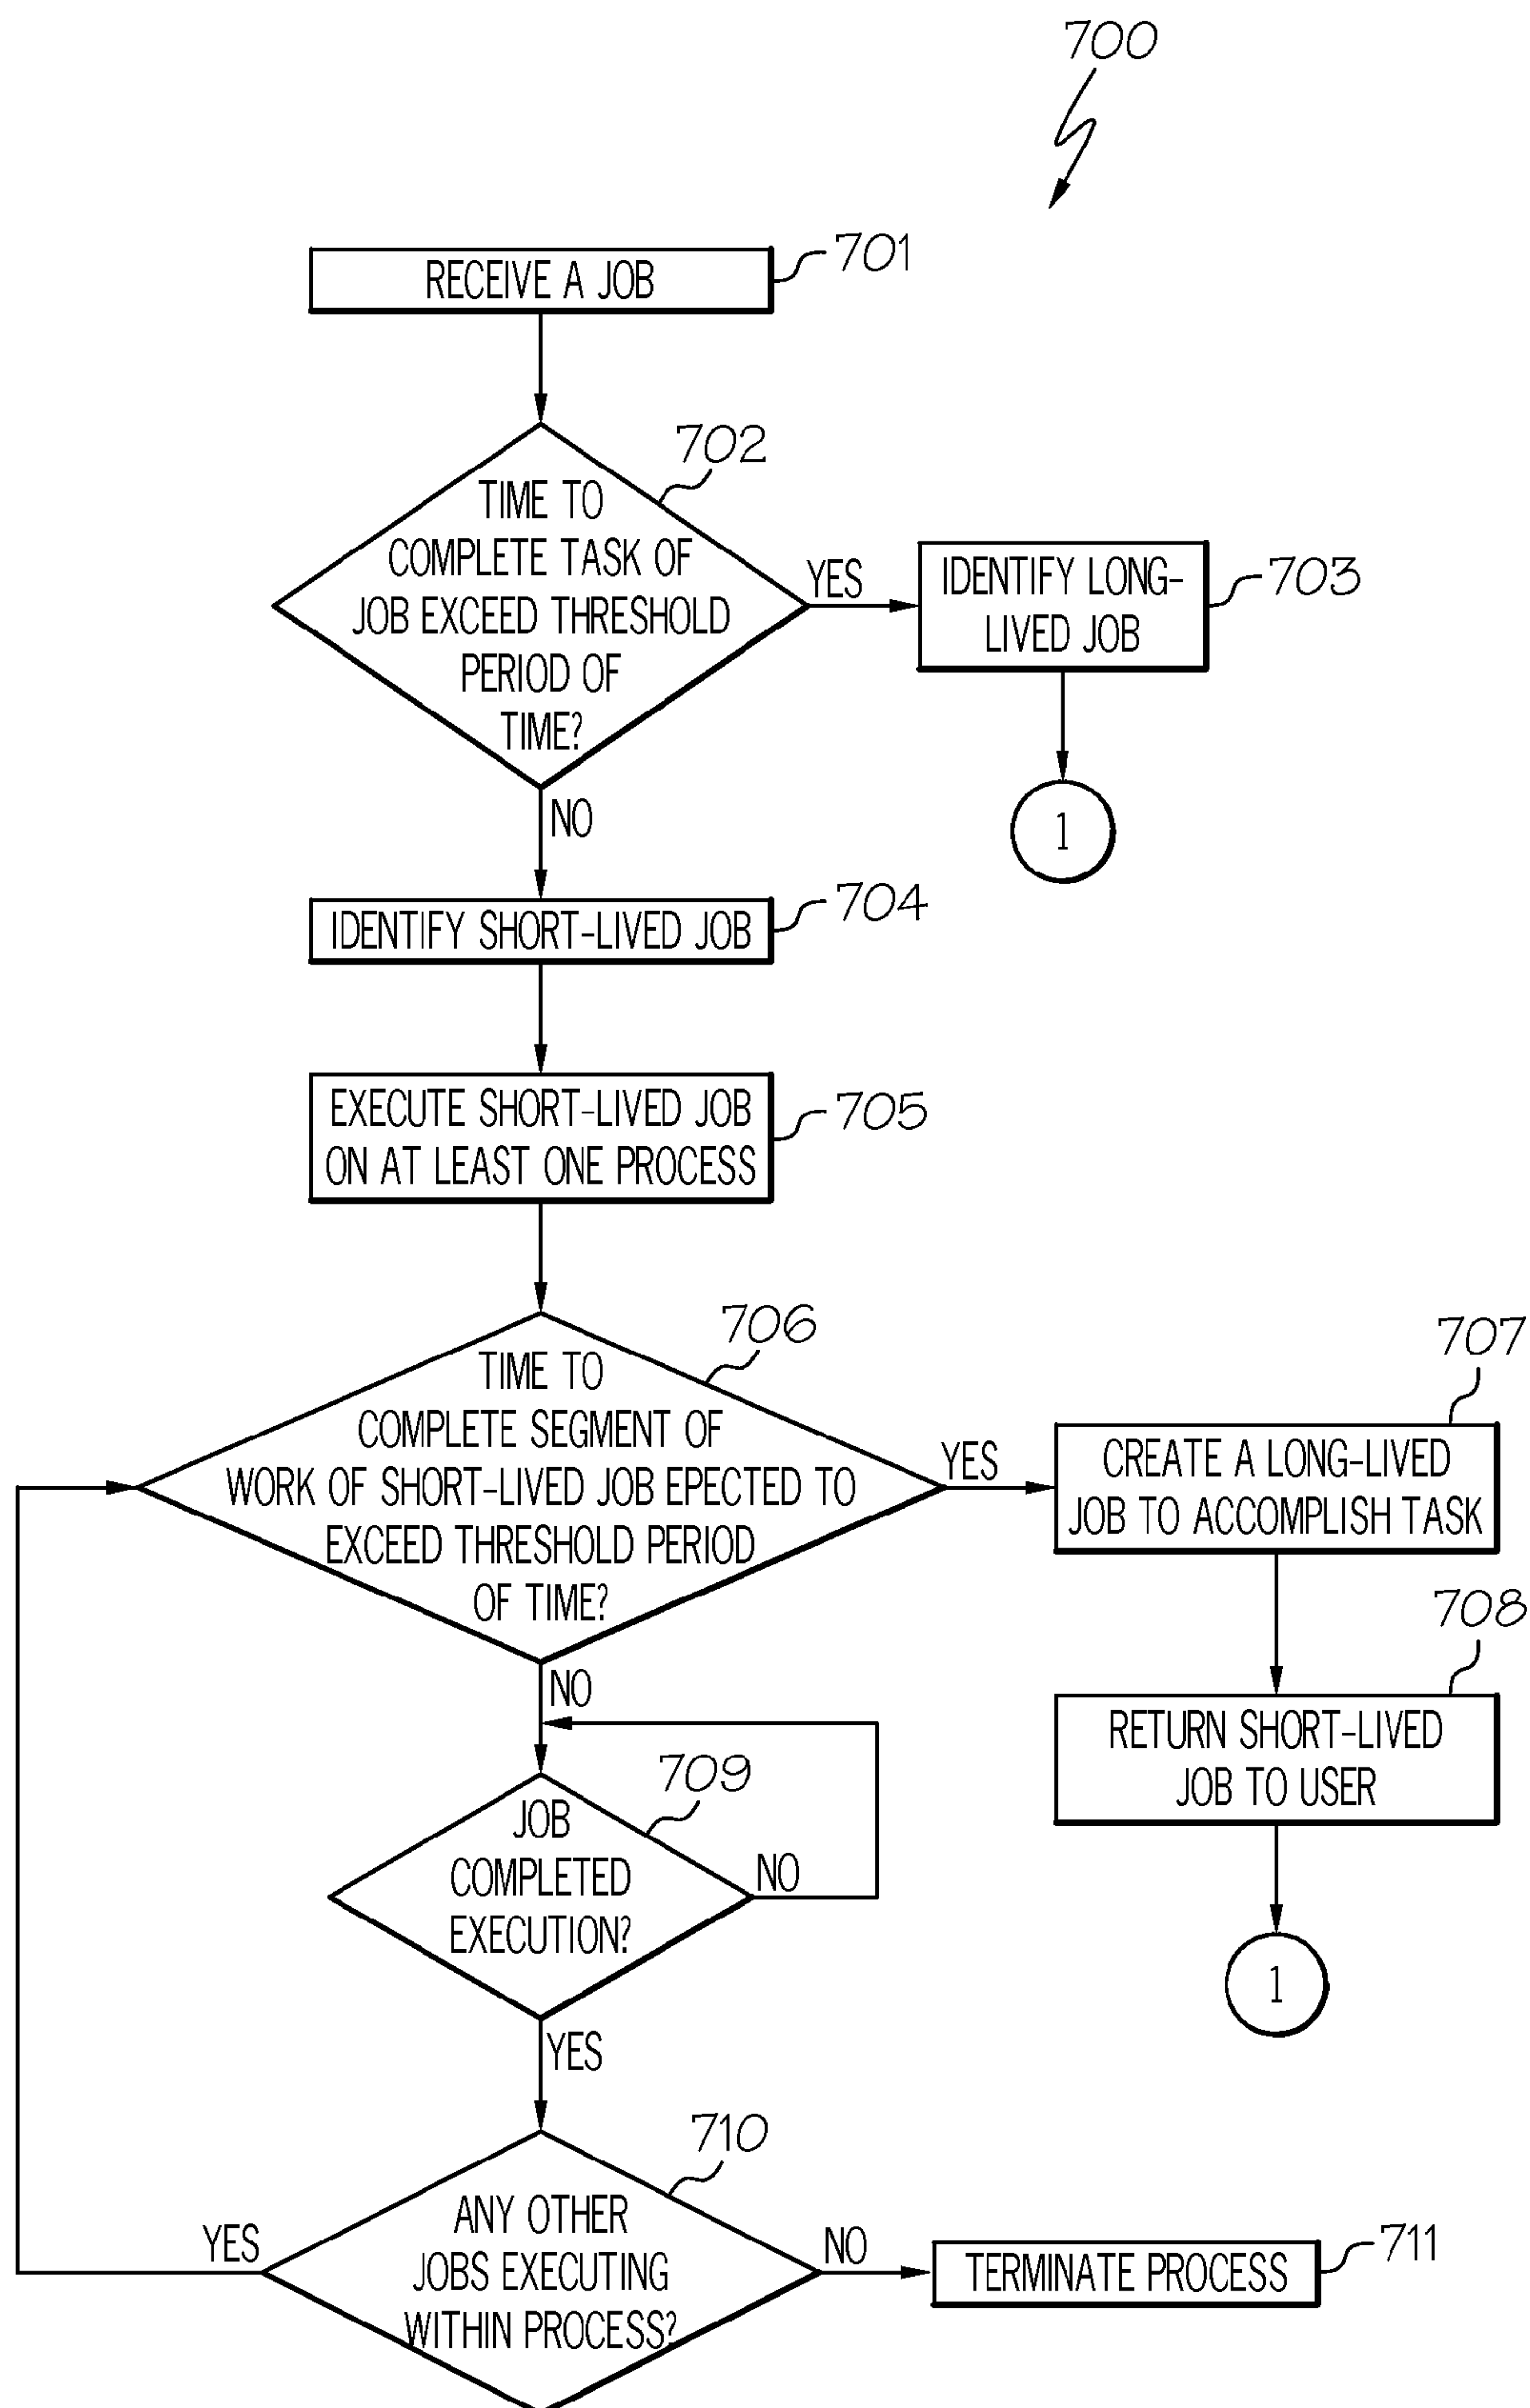 700
RECEIVE A JOB
701
702
TIME TO
COMPLETE TASK OF
JOB EXCEED THRESHOLD
PERIOD OF
TIME?
YES
IDENTIFY LONG-
LIVED JOB
703
1
NO
IDENTIFY SHORT-LIVED JOB
704
EXECUTE SHORT-LIVED JOB
ON AT LEAST ONE PROCESS
705
706
TIME TO
COMPLETE SEGMENT OF
WORK OF SHORT-LIVED JOB EPECTED TO
EXCEED THRESHOLD PERIOD
OF TIME?
YES
707
CREATE A LONG-LIVED
JOB TO ACCOMPLISH TASK
708
RETURN SHORT-LIVED
JOB TO USER
1
NO
709
JOB
COMPLETED
EXECUTION?
NO
YES
710
ANY OTHER
JOBS EXECUTING
WITHIN PROCESS?
YES
NO
TERMINATE PROCESS
711